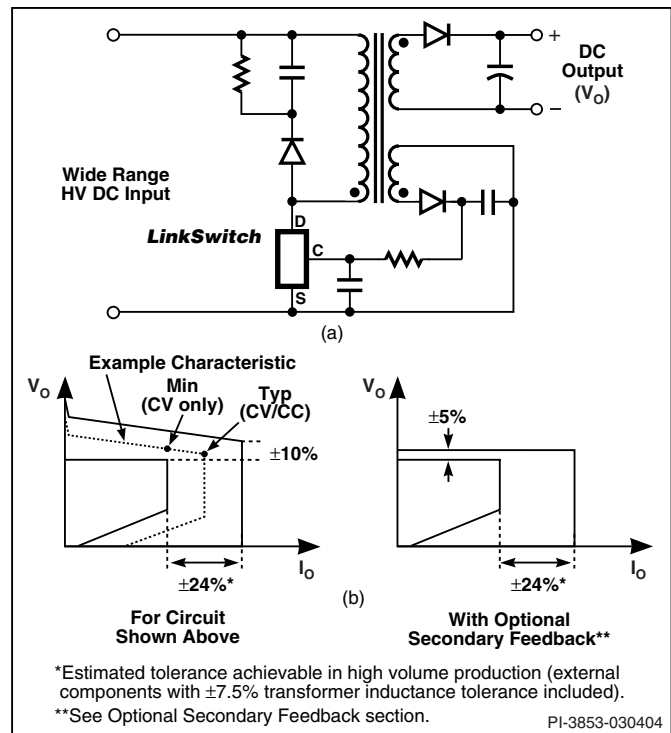 +
DC
Output
(VO)
–
Wide Range
HV DC Input
LinkSwitch
D
C
S
(a)
Example Characteristic
VO
Min
(CV only)
Typ
(CV/CC)
±10%
IO
±24%*
For Circuit
Shown Above
(b)
VO
±5%
IO
±24%*
With Optional
Secondary Feedback**
*Estimated tolerance achievable in high volume production (external
components with ±7.5% transformer inductance tolerance included).
**See Optional Secondary Feedback section.
PI-3853-030404